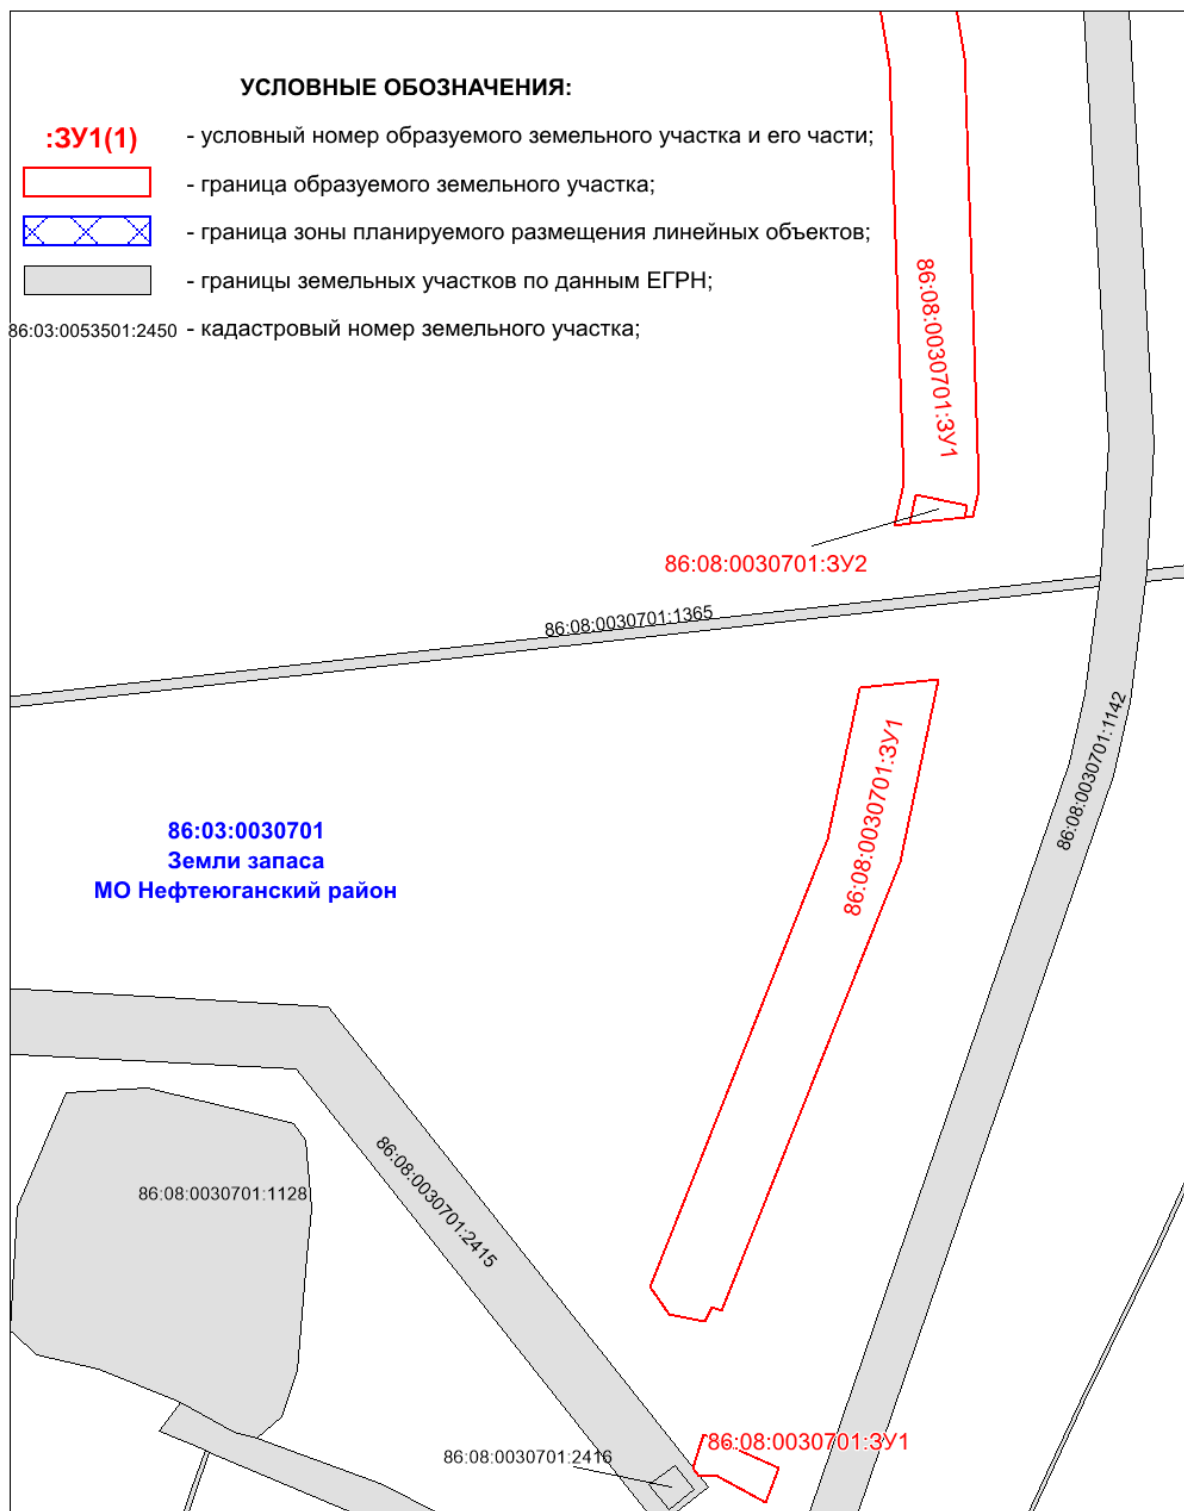 УСЛОВНЫЕ ОБОЗНАЧЕНИЯ:
:ЗУ1(1) - условный номер образуемого земельного участка и его части;
- граница образуемого земельного участка;
- граница зоны планируемого размещения линейных объектов;
- границы земельных участков по данным ЕГРН;
86:03:0053501:2450 - кадастровый номер земельного участка;
86:08:0030701:ЗУ1
86:08:0030701:ЗУ2
86:08:0030701:1365
86:08:0030701:1142
86:08:0030701:ЗУ1
86:03:0030701
Земли запаса
МО Нефтеюганский район
86:08:0030701:2415
86:08:0030701:1128
86:08:0030701:ЗУ1
86:08:0030701:2416